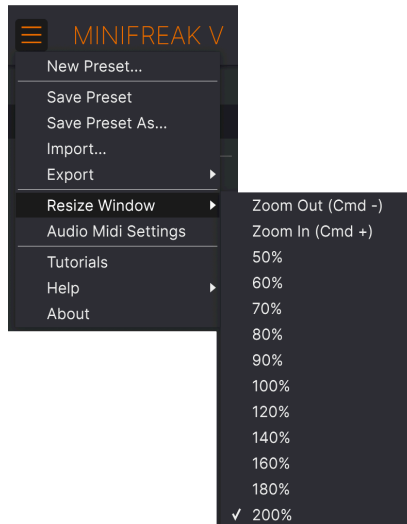 MINIFREAK V
New Preset...
Save Preset
Save Preset As...
Import...
Export
Resize Window
Audio Midi Settings
Tutorials
Help
About
Zoom Out (Cmd -)
Zoom In (Cmd +)
50%
60%
70%
80%
90%
100%
120%
140%
160%
180%
200%